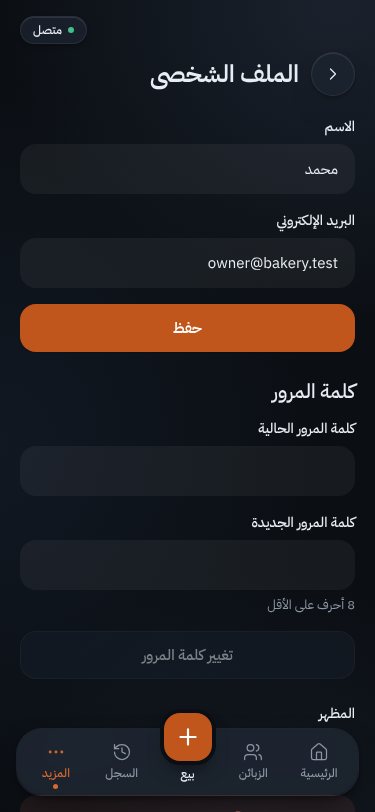 متصل
الملف الشخصي
الاسم
محمد
البريد الإلكتروني
owner@bakery.test
حفظ
كلمة المرور
كلمة المرور الحالية
كلمة المرور الجديدة
8 أحرف على الأقل
تغيير كلمة المرور
المظهر
الرئيسية
الزبائن
بيع
السجل
المزيد